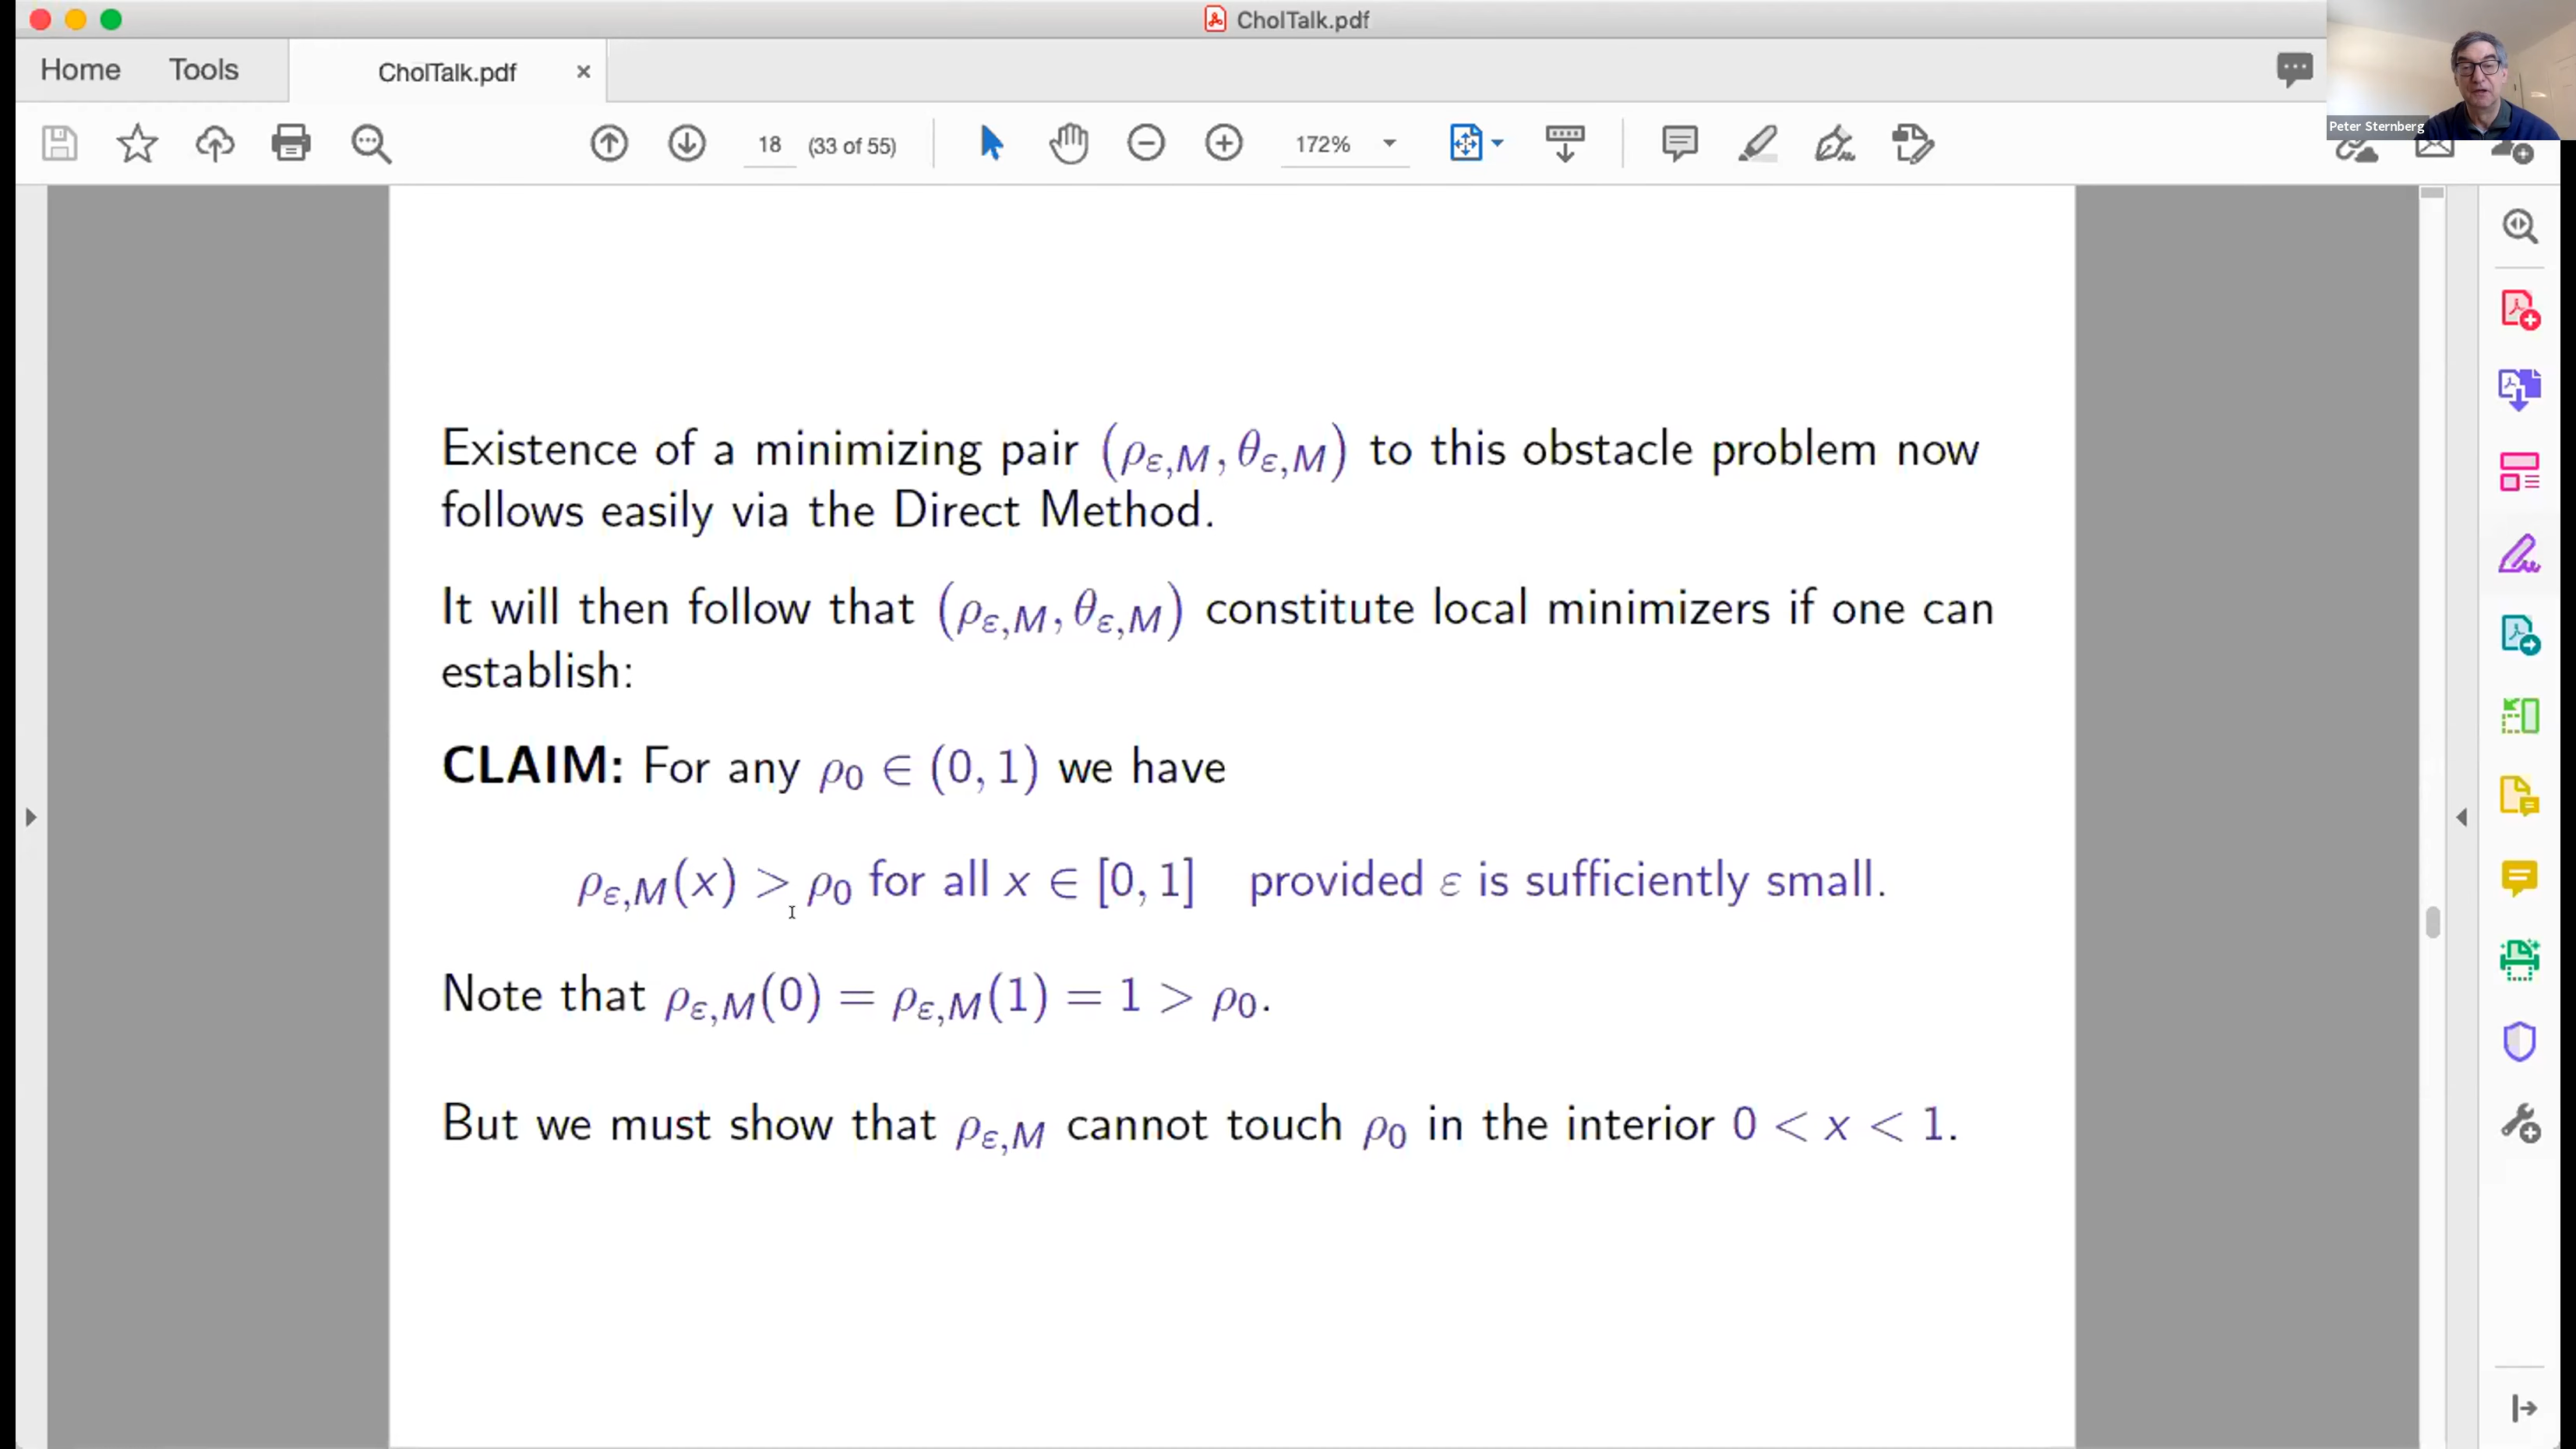 CholTalk.pdf
Home Tools CholTalk.pdf ×
Peter Sternberg
18 (33 of 55) 172%
Existence of a minimizing pair (ρ_{ε,M}, θ_{ε,M}) to this obstacle problem now
follows easily via the Direct Method.
It will then follow that (ρ_{ε,M}, θ_{ε,M}) constitute local minimizers if one can
establish:
CLAIM: For any ρ₀ ∈ (0, 1) we have
ρ_{ε,M}(x) > ρ₀ for all x ∈ [0, 1] provided ε is sufficiently small.
Note that ρ_{ε,M}(0) = ρ_{ε,M}(1) = 1 > ρ₀.
But we must show that ρ_{ε,M} cannot touch ρ₀ in the interior 0 < x < 1.